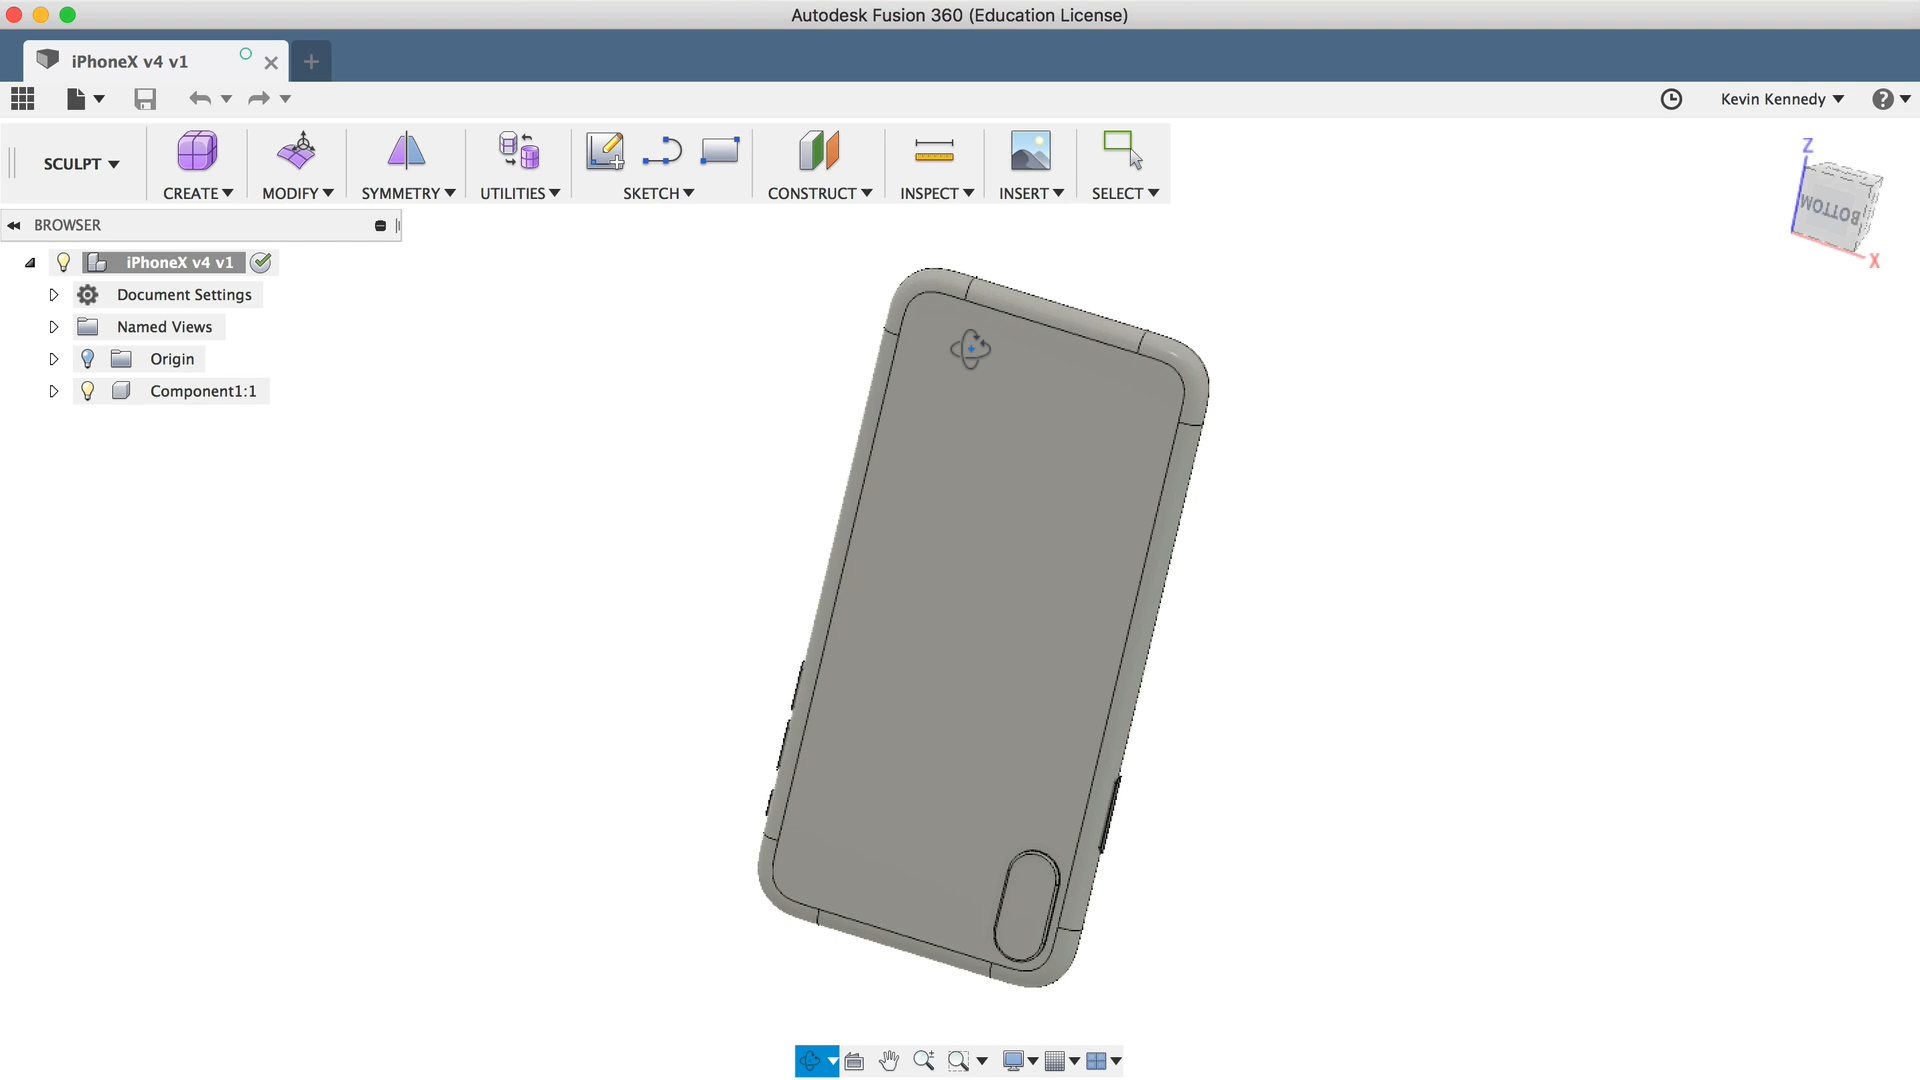 Autodesk Fusion 360 (Education License)
iPhoneX v4 v1
Kevin Kennedy
SCULPT
CREATE
MODIFY
SYMMETRY
UTILITIES
SKETCH
CONSTRUCT
INSPECT
INSERT
SELECT
Z
BOTTOM
X
BROWSER
iPhoneX v4 v1
Document Settings
Named Views
Origin
Component1:1